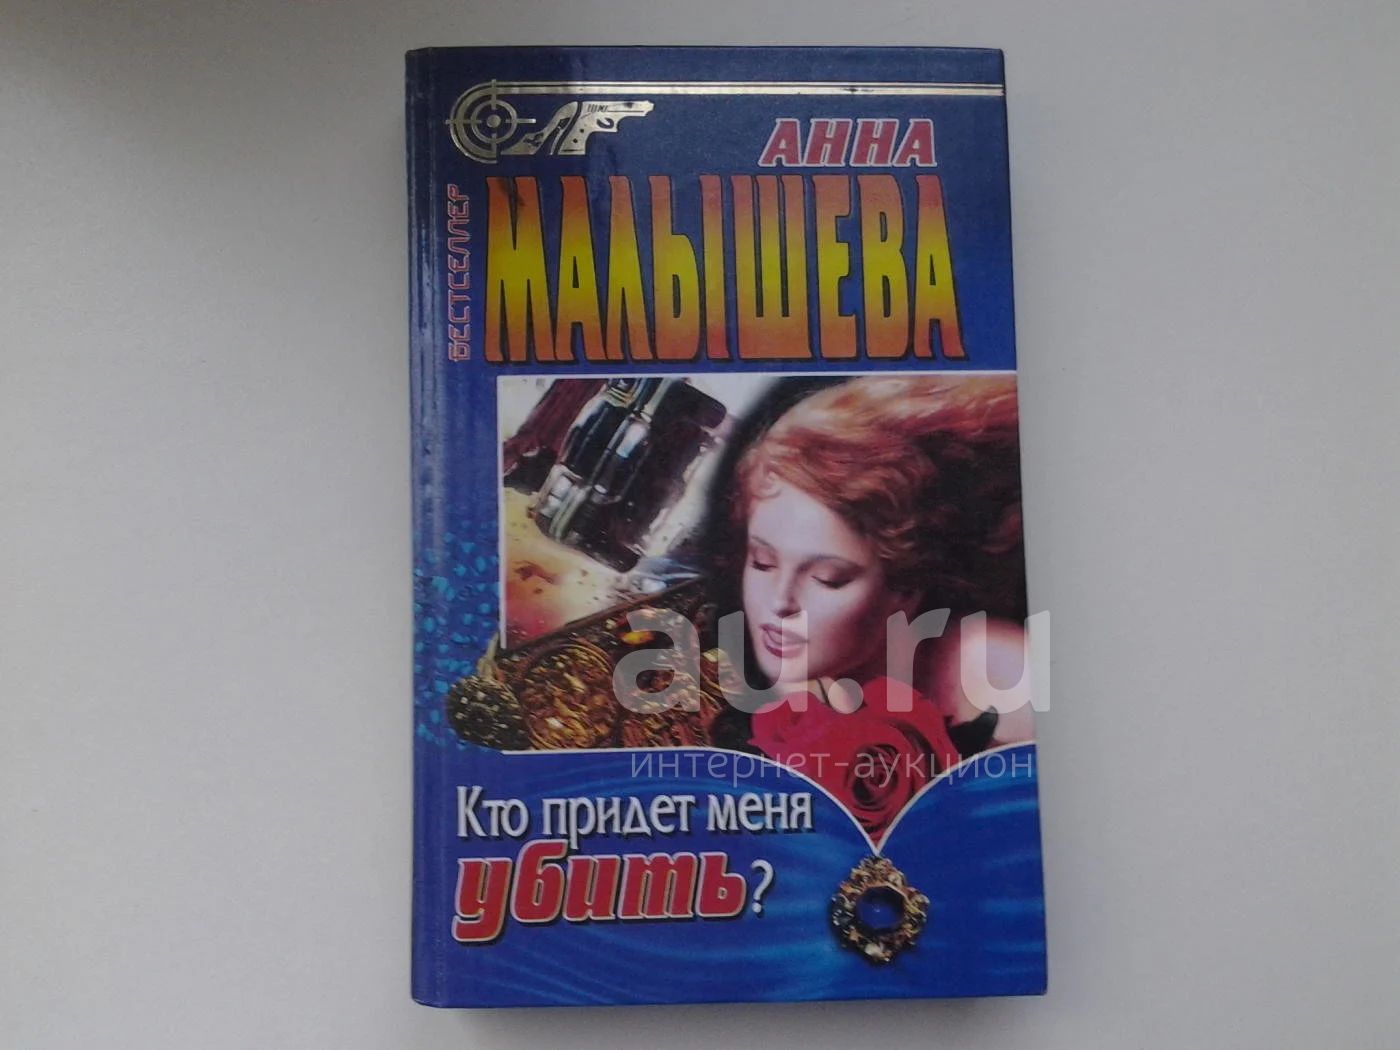 АННА
МАЛЫШЕВА
БЕСТСЕЛЛЕР
au.ru
интернет-аукцион
Кто придет меня
убить?